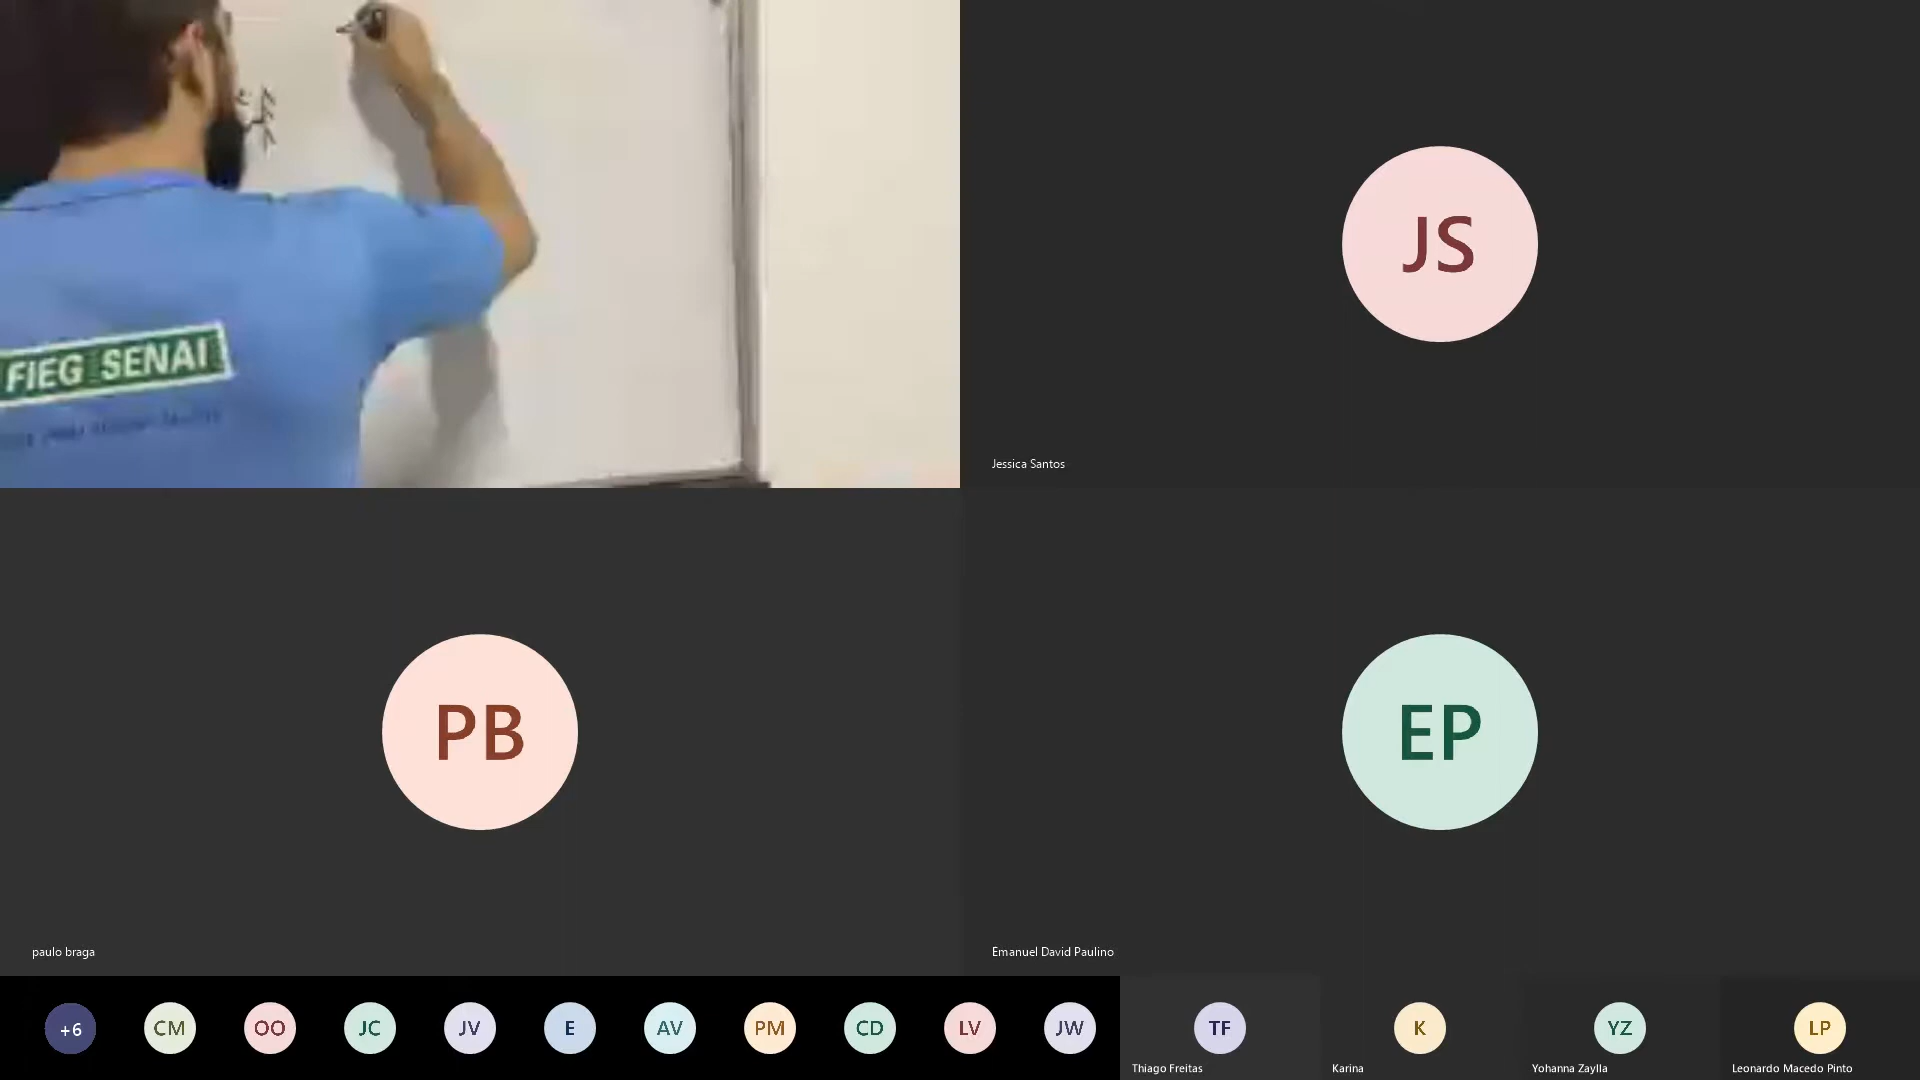 FIEG SENAI
JS
Jessica Santos
PB
EP
paulo braga
Emanuel David Paulino
+6
CM
OO
JC
JV
E
AV
PM
CD
LV
JW
TF
K
YZ
LP
Thiago Freitas
Karina
Yohanna Zaylla
Leonardo Macedo Pinto